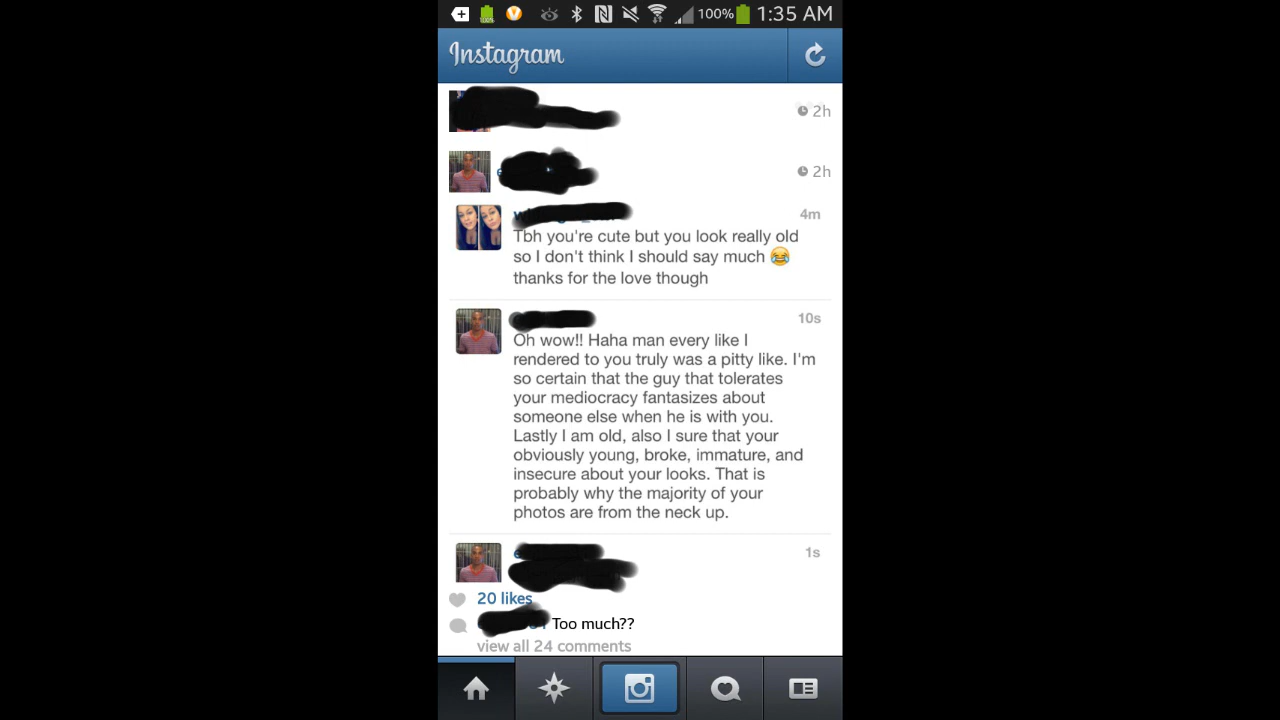 100% 1:35 AM
Instagram
2h
2h
4m
Tbh you're cute but you look really old
so I don't think I should say much 😂
thanks for the love though
10s
Oh wow!! Haha man every like I
rendered to you truly was a pitty like. I'm
so certain that the guy that tolerates
your mediocracy fantasizes about
someone else when he is with you.
Lastly I am old, also I sure that your
obviously young, broke, immature, and
insecure about your looks. That is
probably why the majority of your
photos are from the neck up.
1s
20 likes
Too much??
view all 24 comments